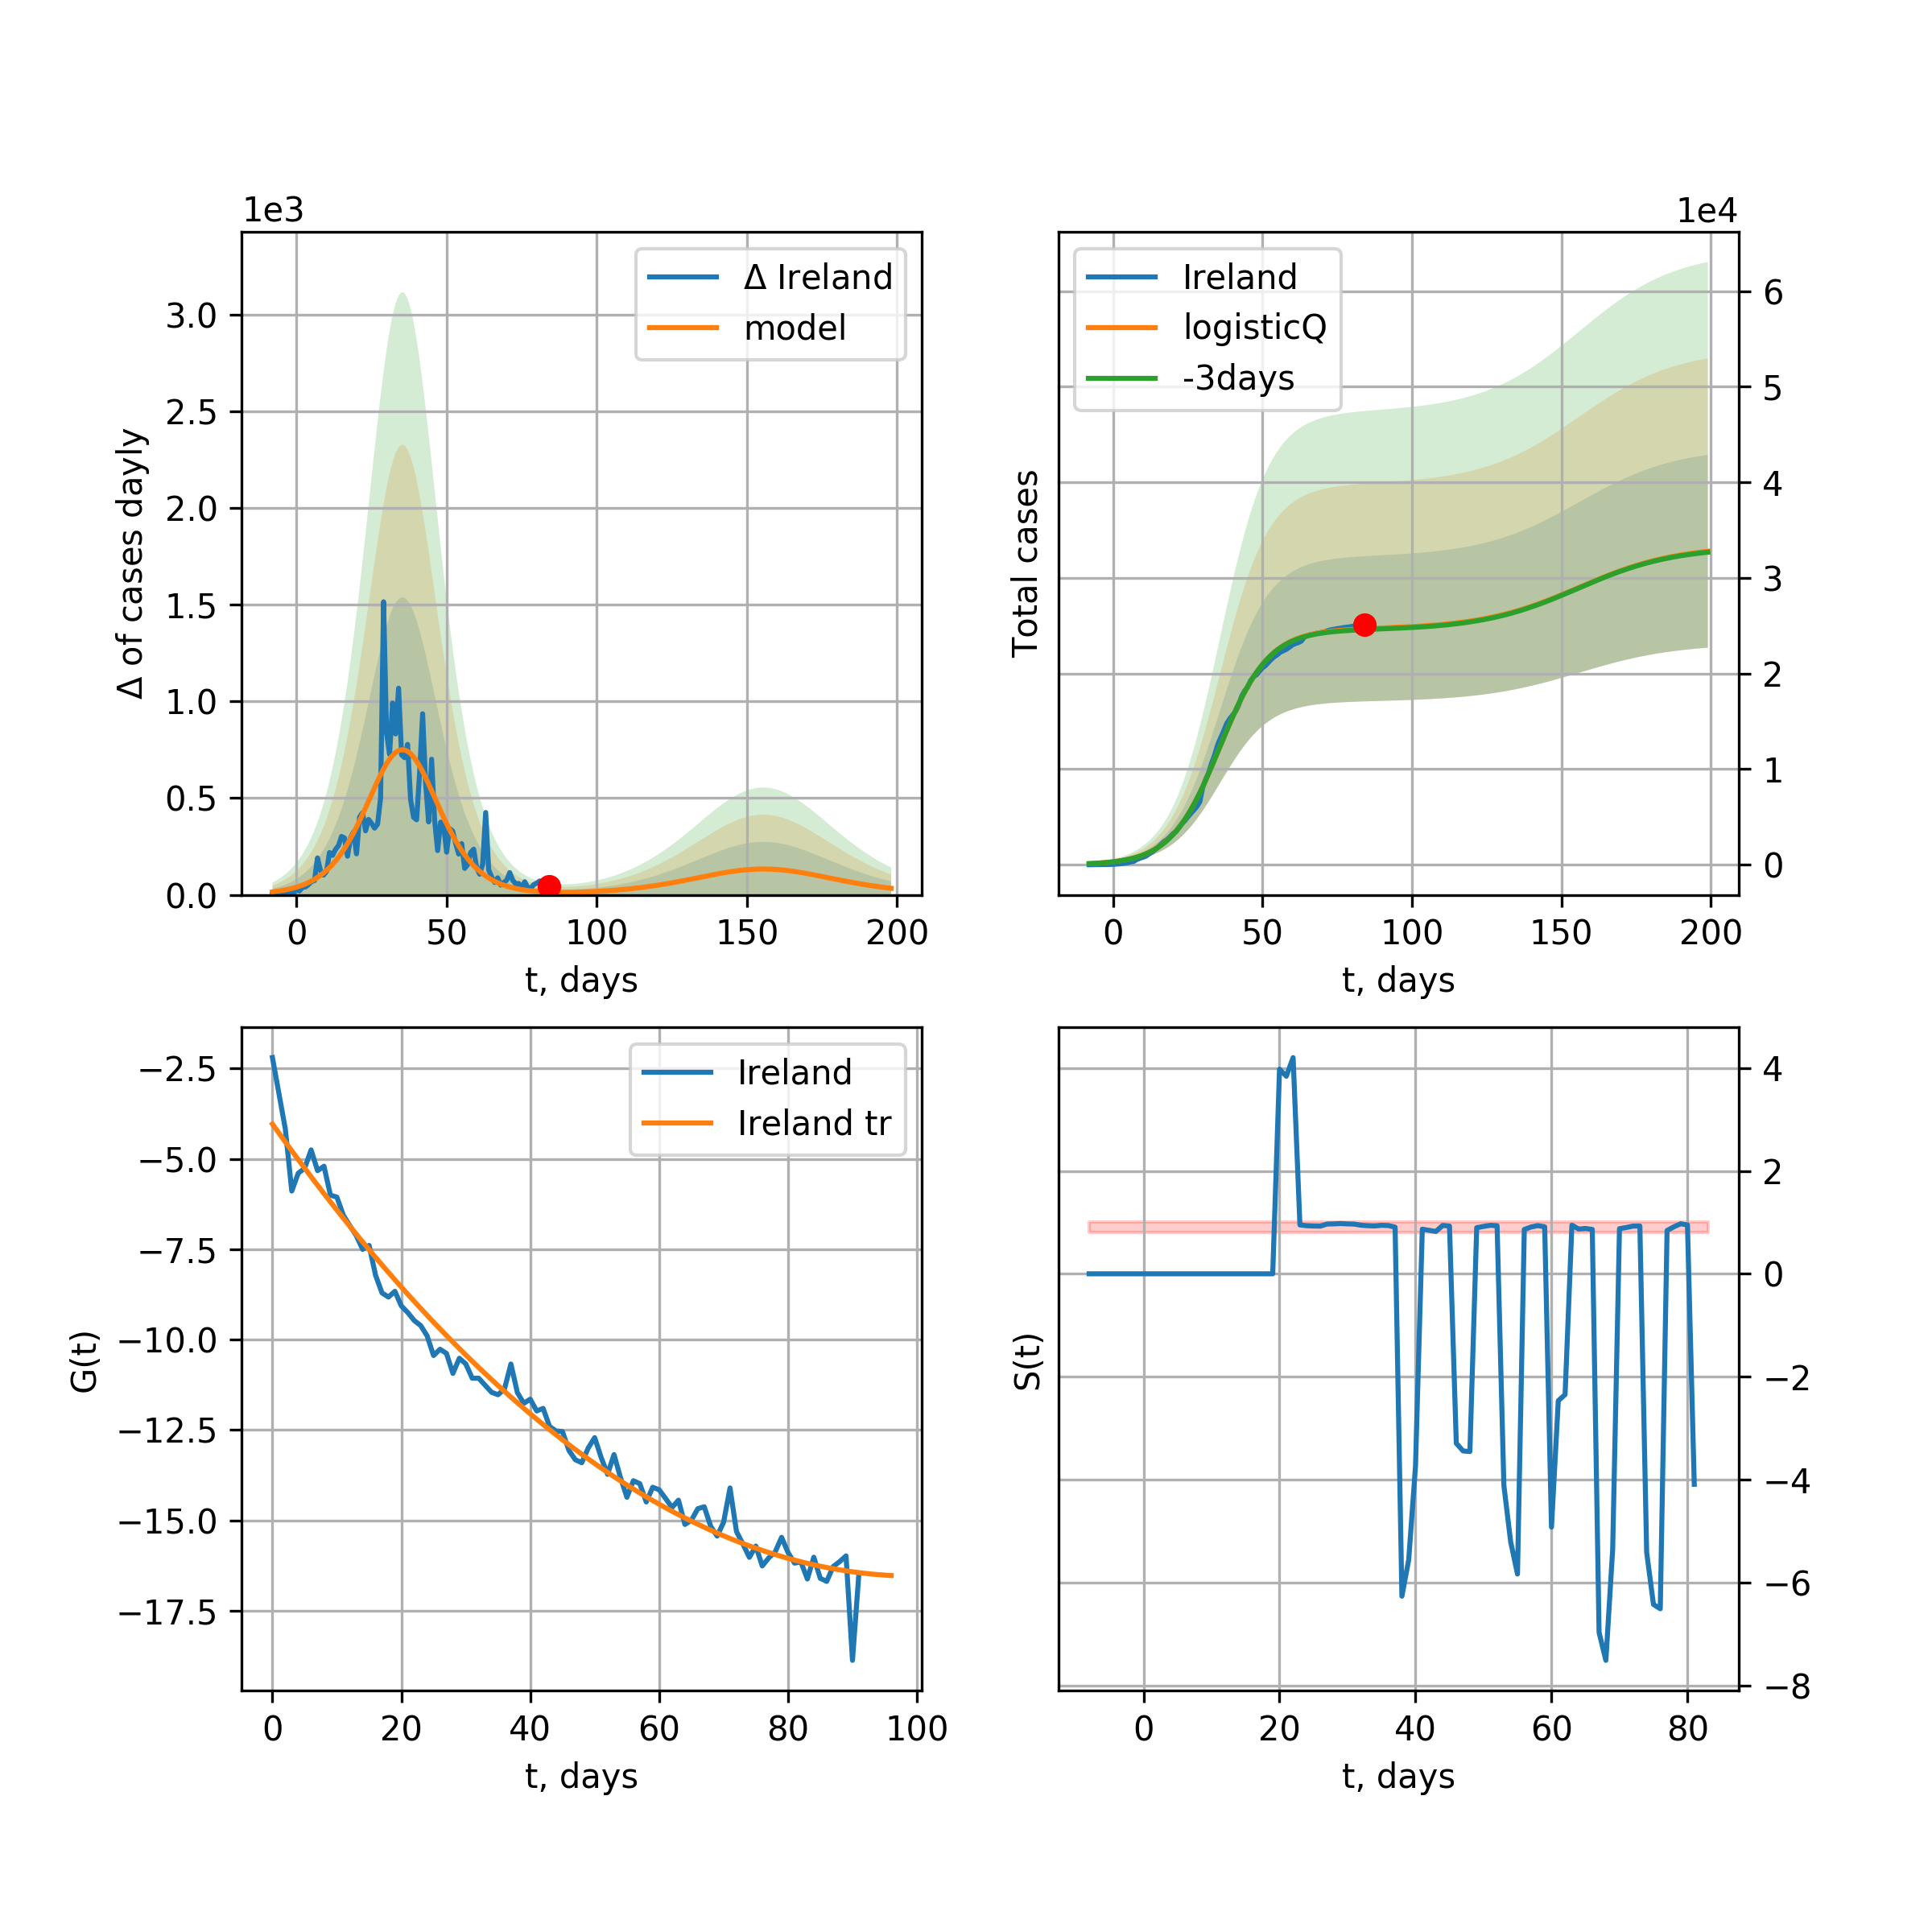 1e3
Δ of cases dayly
3.0
2.5
2.0
1.5
1.0
0.5
0.0
0 50 100 150 200
t, days
Δ Ireland
model
1e4
Total cases
Ireland
logisticQ
-3days
6
5
4
3
2
1
0
0 50 100 150 200
t, days
G(t)
−2.5
−5.0
−7.5
−10.0
−12.5
−15.0
−17.5
0 20 40 60 80 100
t, days
Ireland
Ireland tr
S(t)
4
2
0
−2
−4
−6
−8
0 20 40 60 80
t, days